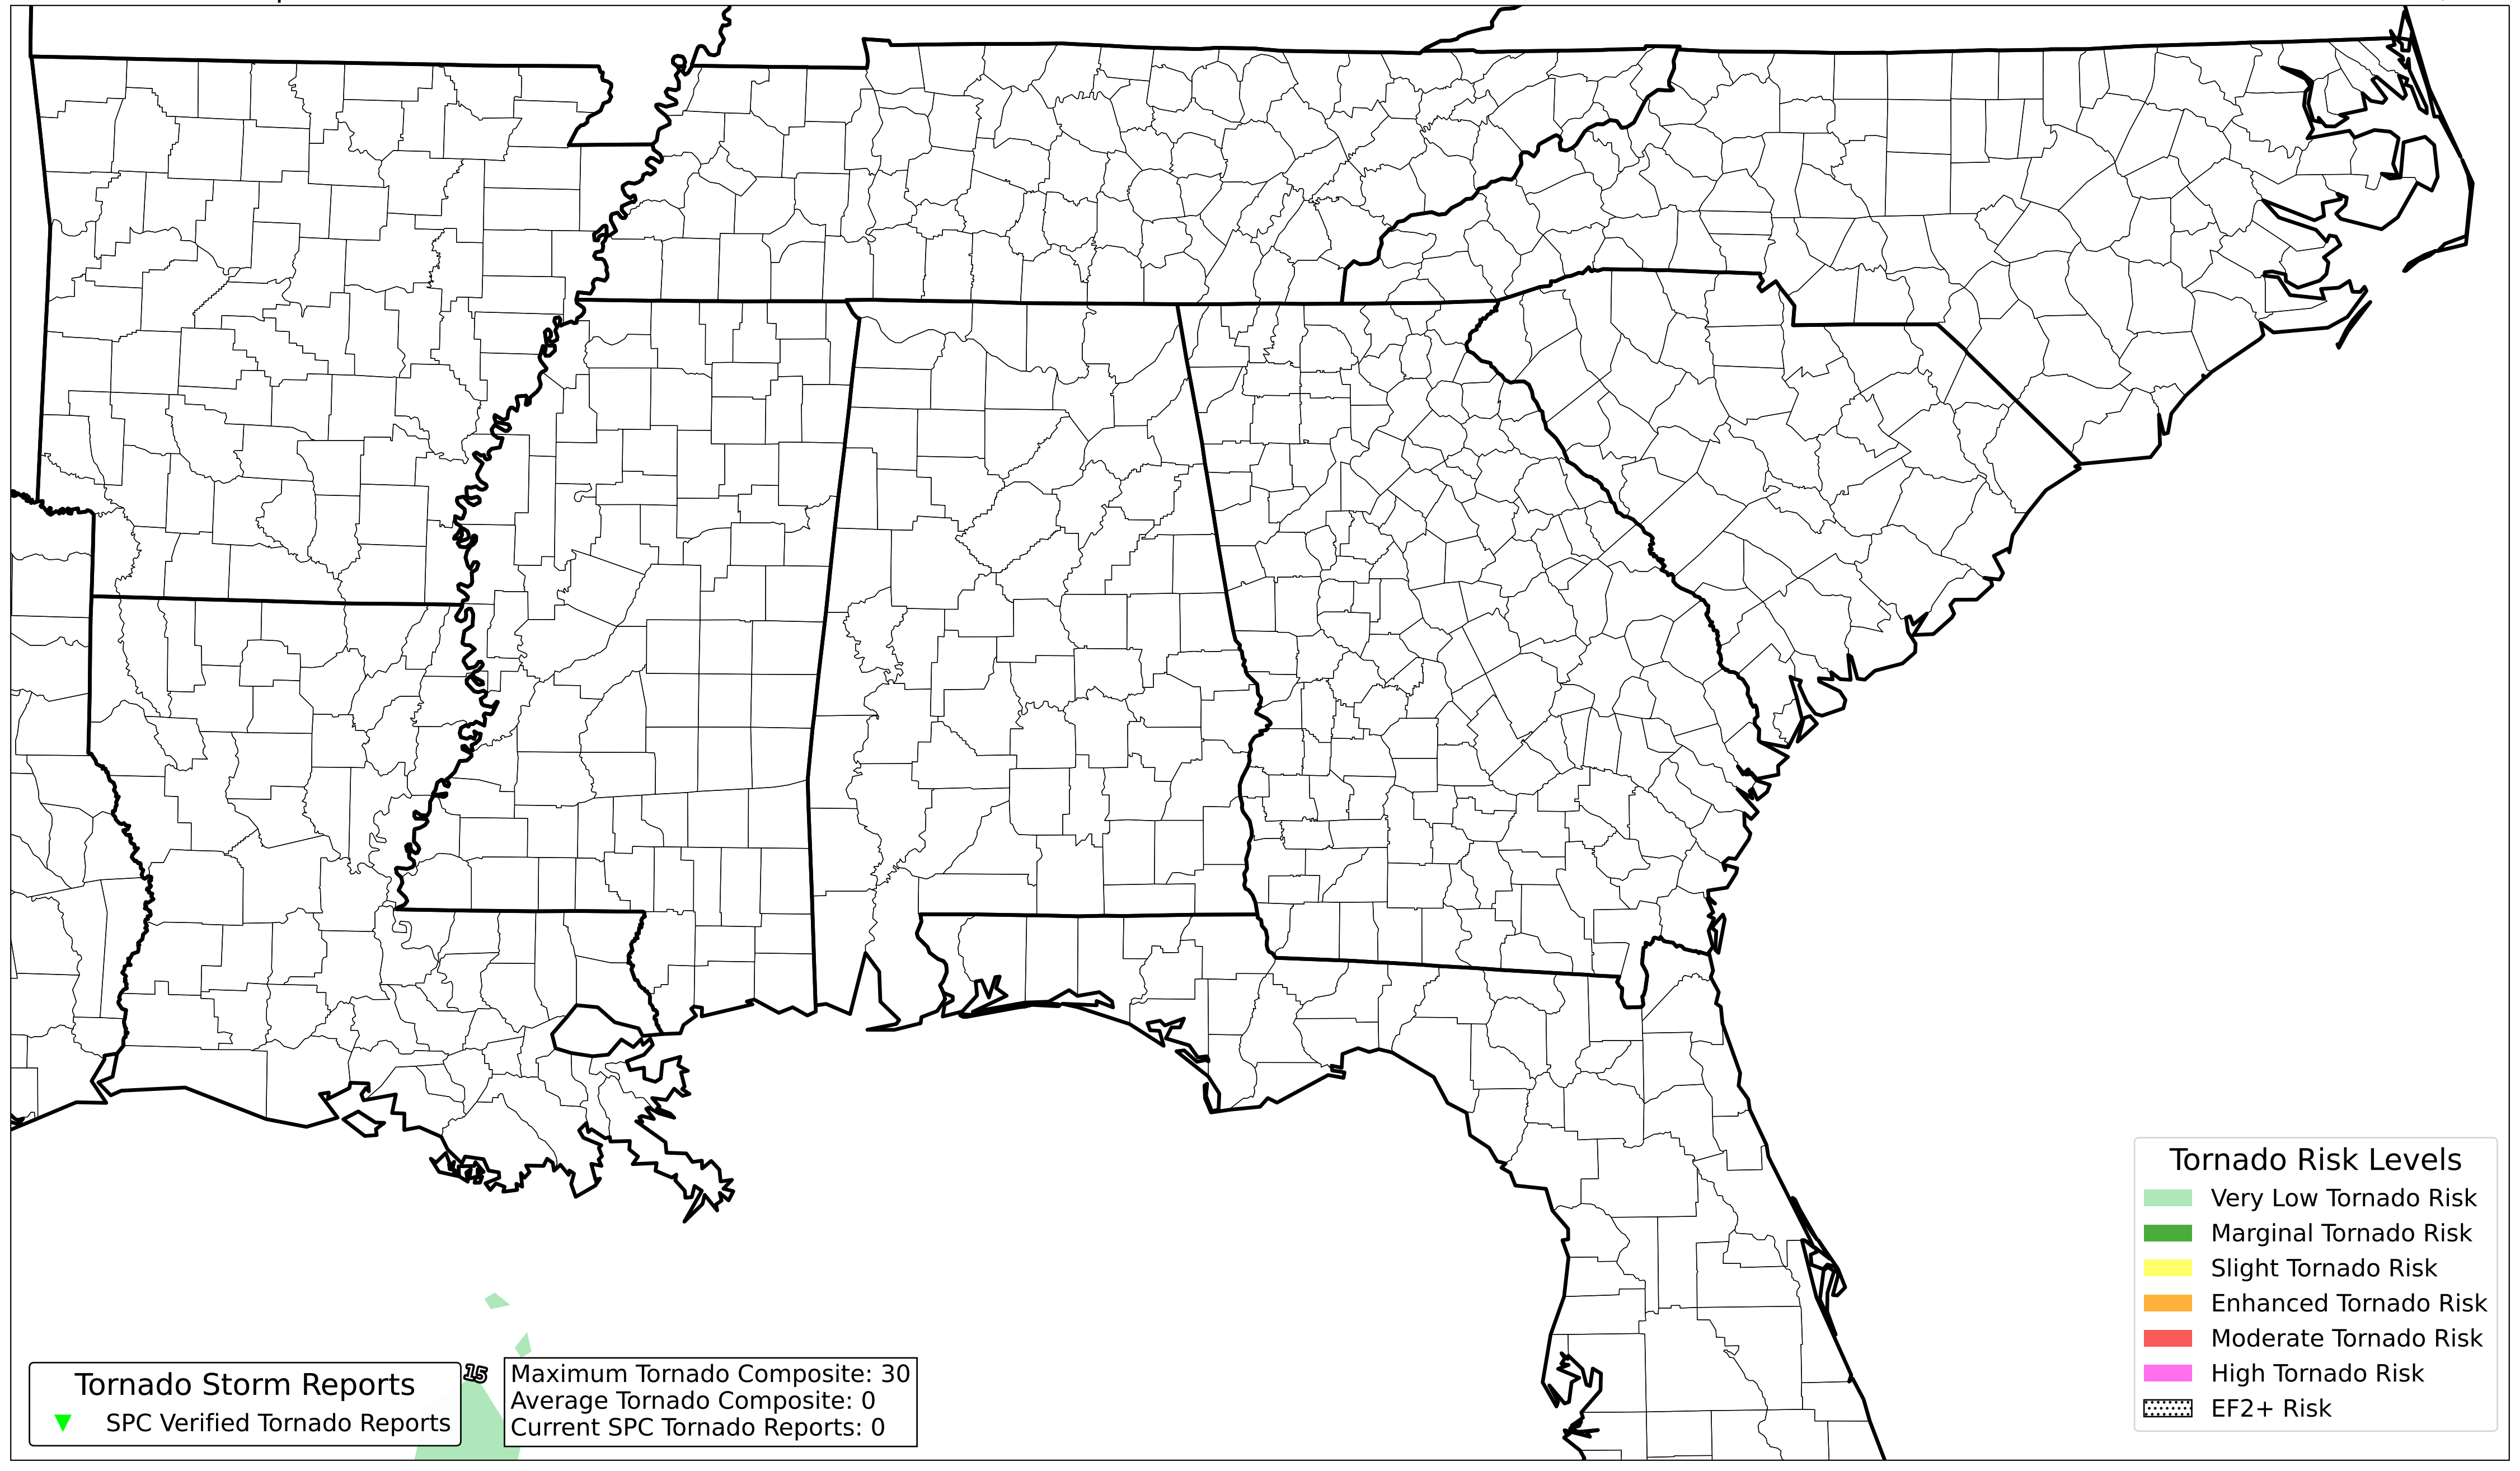 Tornado Storm Reports
SPC Verified Tornado Reports
15
Maximum Tornado Composite: 30
Average Tornado Composite: 0
Current SPC Tornado Reports: 0
Tornado Risk Levels
Very Low Tornado Risk
Marginal Tornado Risk
Slight Tornado Risk
Enhanced Tornado Risk
Moderate Tornado Risk
High Tornado Risk
EF2+ Risk